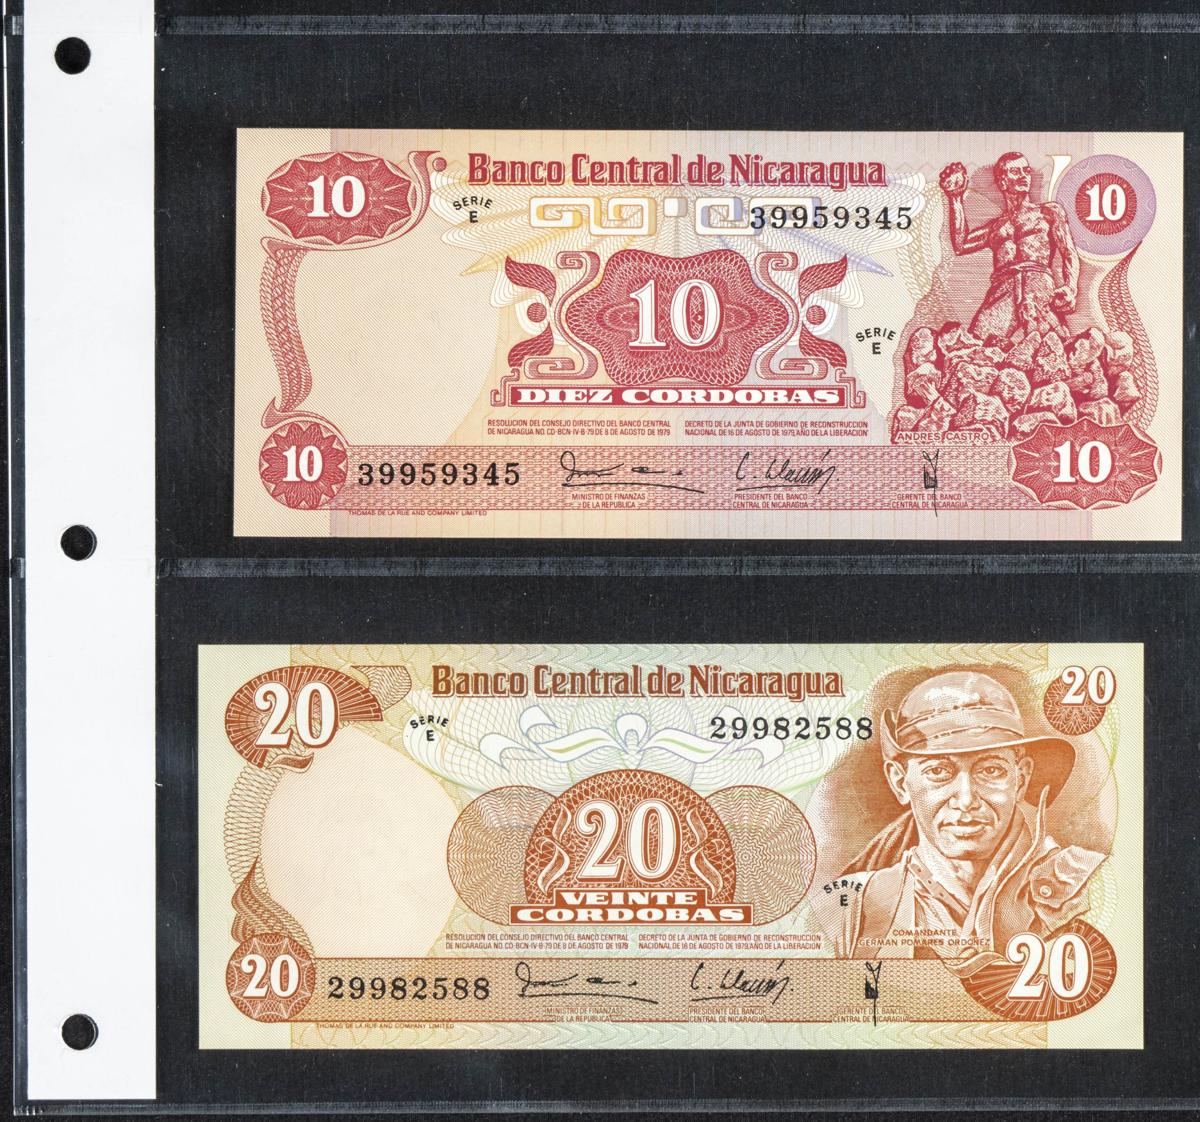 Banco Central de Nicaragua
10
10
SERIE
E
39959345
10
SERIE
E
DIEZ CORDOBAS
RESOLUCION DEL CONSEJO DIRECTIVO DEL BANCO CENTRAL
DE NICARAGUA NO. CD-BCN-IV-B-79 DE 8 DE AGOSTO DE 1979
DECRETO DE LA JUNTA DE GOBIERNO DE RECONSTRUCCION
NACIONAL DE 16 DE AGOSTO DE 1979, AÑO DE LA LIBERACION
ANDRES CASTRO
10
39959345
10
MINISTRO DE FINANZAS
DE LA REPUBLICA
PRESIDENTE DEL BANCO
CENTRAL DE NICARAGUA
GERENTE DEL BANCO
CENTRAL DE NICARAGUA
THOMAS DE LA RUE AND COMPANY LIMITED
Banco Central de Nicaragua
20
20
SERIE
E
29982588
20
VEINTE
CORDOBAS
SERIE
E
COMANDANTE
GERMAN POMARES ORDOÑEZ
RESOLUCION DEL CONSEJO DIRECTIVO DEL BANCO CENTRAL
DE NICARAGUA NO. CD-BCN-IV-B-79 DE 8 DE AGOSTO DE 1979
DECRETO DE LA JUNTA DE GOBIERNO DE RECONSTRUCCION
NACIONAL DE 16 DE AGOSTO DE 1979, AÑO DE LA LIBERACION
20
29982588
20
MINISTRO DE FINANZAS
DE LA REPUBLICA
PRESIDENTE DEL BANCO
CENTRAL DE NICARAGUA
GERENTE DEL BANCO
CENTRAL DE NICARAGUA
THOMAS DE LA RUE AND COMPANY LIMITED